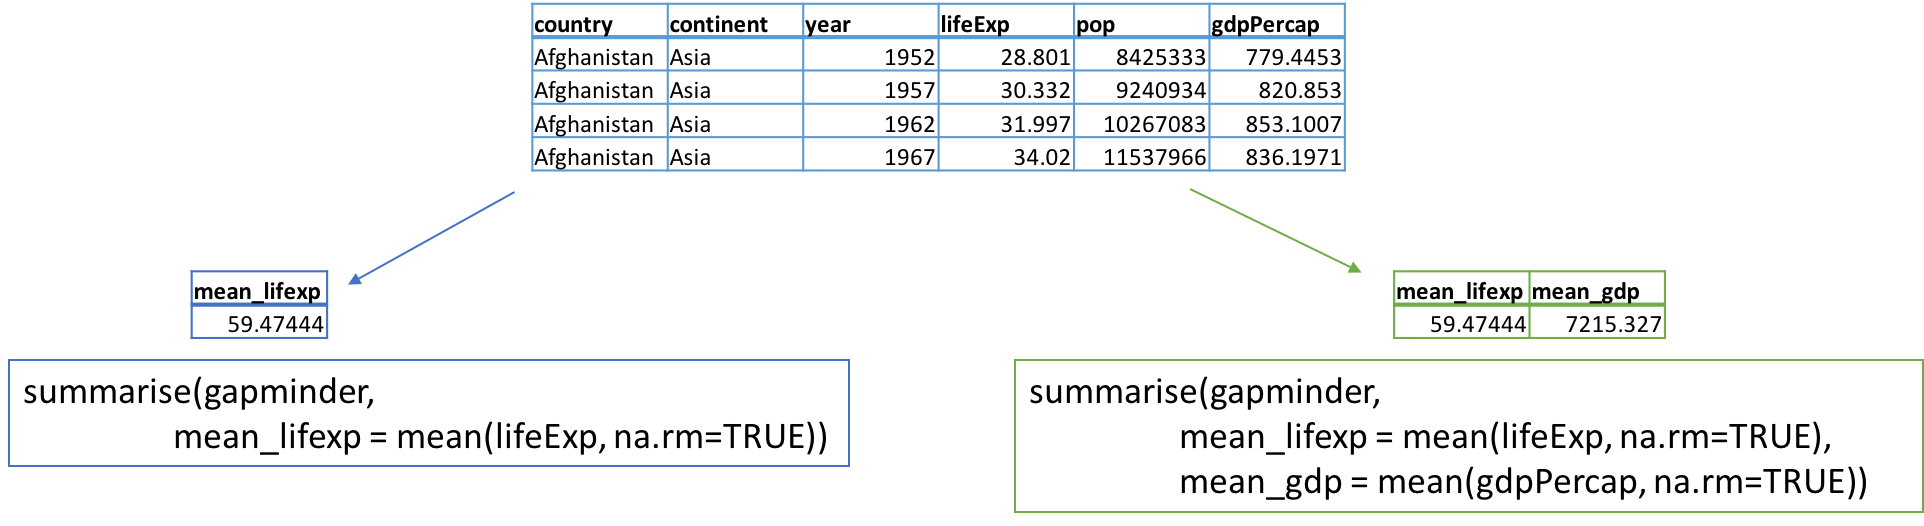 country continent year lifeExp pop gdpPercap
Afghanistan Asia 1952 28.801 8425333 779.4453
Afghanistan Asia 1957 30.332 9240934 820.853
Afghanistan Asia 1962 31.997 10267083 853.1007
Afghanistan Asia 1967 34.02 11537966 836.1971
mean_lifexp
59.47444
summarise(gapminder,
mean_lifexp = mean(lifeExp, na.rm=TRUE))
mean_lifexp mean_gdp
59.47444 7215.327
summarise(gapminder,
mean_lifexp = mean(lifeExp, na.rm=TRUE),
mean_gdp = mean(gdpPercap, na.rm=TRUE))